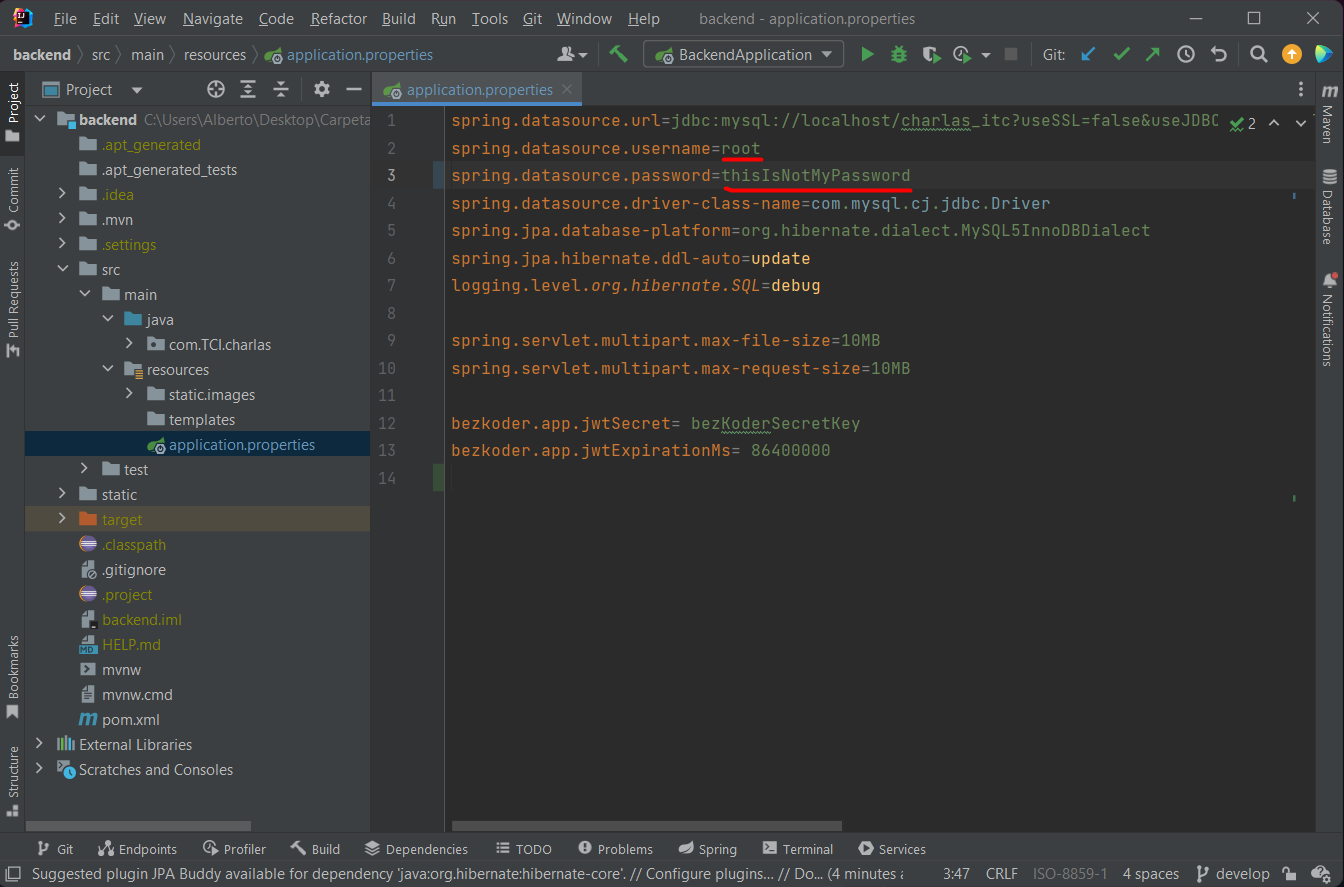 File Edit View Navigate Code Refactor Build Run Tools Git Window Help backend - application.properties
backend src main resources application.properties BackendApplication Git:
Project application.properties
Project
Commit
Pull Requests
Bookmarks
Structure
backend C:\Users\Alberto\Desktop\Carpeta
.apt_generated
.apt_generated_tests
.idea
.mvn
.settings
src
main
java
com.TCI.charlas
resources
static.images
templates
application.properties
test
static
target
.classpath
.gitignore
.project
backend.iml
HELP.md
mvnw
mvnw.cmd
pom.xml
External Libraries
Scratches and Consoles
1 spring.datasource.url=jdbc:mysql://localhost/charlas_itc?useSSL=false&useJDBC 2
2 spring.datasource.username=root
3 spring.datasource.password=thisIsNotMyPassword
4 spring.datasource.driver-class-name=com.mysql.cj.jdbc.Driver
5 spring.jpa.database-platform=org.hibernate.dialect.MySQL5InnoDBDialect
6 spring.jpa.hibernate.ddl-auto=update
7 logging.level.org.hibernate.SQL=debug
8
9 spring.servlet.multipart.max-file-size=10MB
10 spring.servlet.multipart.max-request-size=10MB
11
12 bezkoder.app.jwtSecret= bezKoderSecretKey
13 bezkoder.app.jwtExpirationMs= 86400000
14
Maven
Database
Notifications
Git Endpoints Profiler Build Dependencies TODO Problems Spring Terminal Services
Suggested plugin JPA Buddy available for dependency 'java:org.hibernate:hibernate-core'. // Configure plugins... // Do... (4 minutes a 3:47 CRLF ISO-8859-1 4 spaces develop